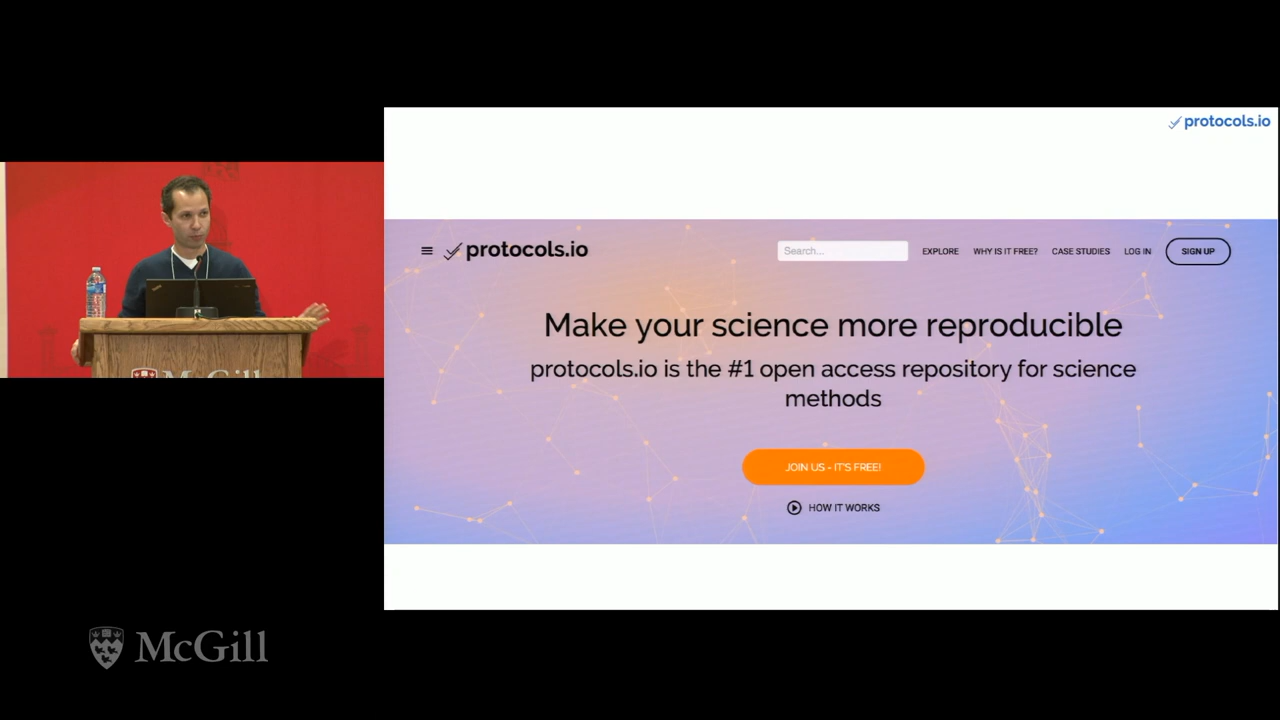 protocols.io
protocols.io
Search...
EXPLORE
WHY IS IT FREE?
CASE STUDIES
LOG IN
SIGN UP
Make your science more reproducible
protocols.io is the #1 open access repository for science
methods
JOIN US - IT'S FREE!
HOW IT WORKS
McGill
McGill